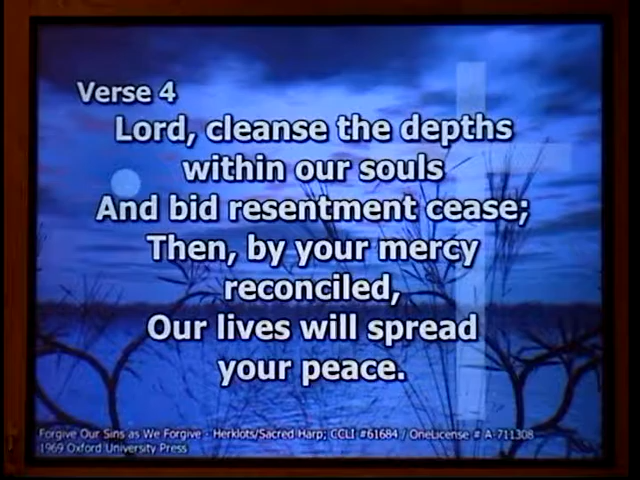 Verse 4
Lord, cleanse the depths
within our souls
And bid resentment cease;
Then, by your mercy
reconciled,
Our lives will spread
your peace.
Forgive Our Sins as We Forgive - Herklots/Sacred Harp; CCLI #61684 / OneLicense # A-711308
1969 Oxford University Press